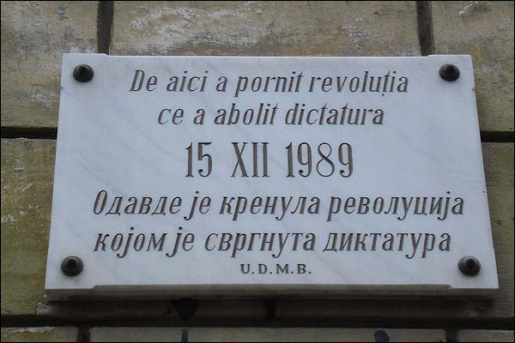 De aici a pornit revoluția
ce a abolit dictatura
15 XII 1989
Одавде је кренула револуција
којом је свргнута диктатура
U.D.M.B.